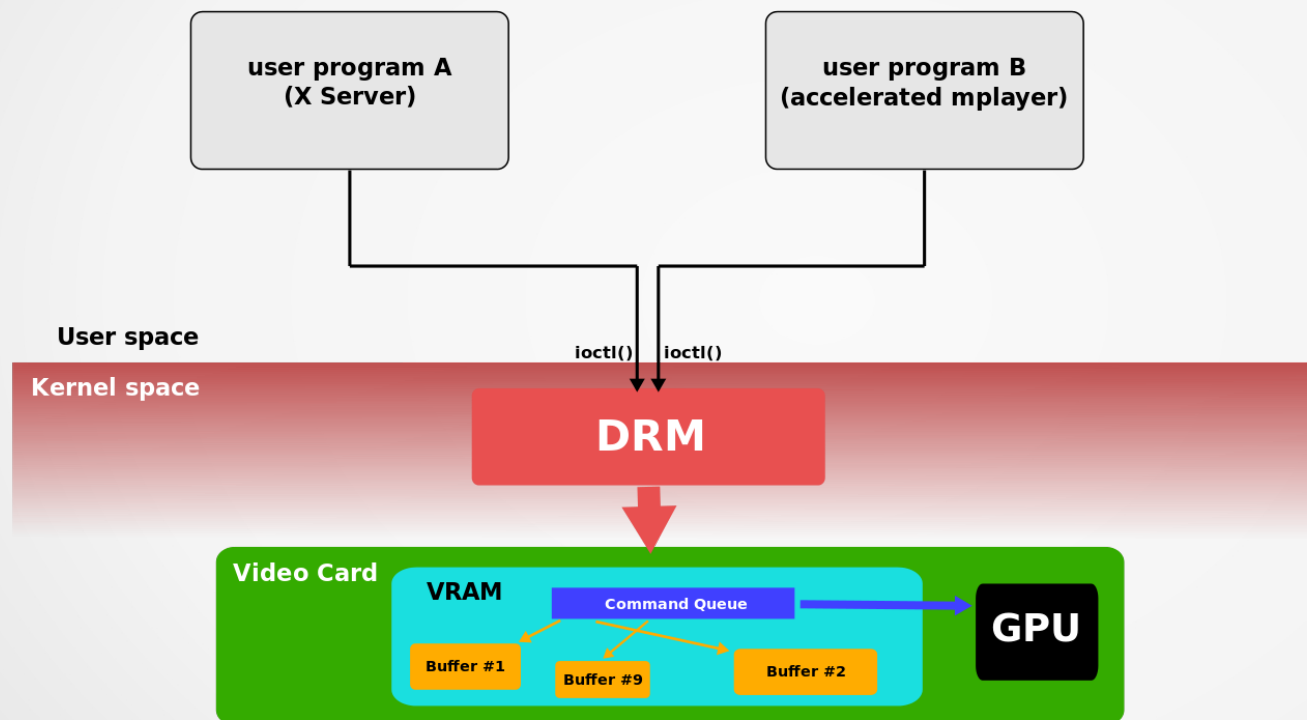 user program A
(X Server)
user program B
(accelerated mplayer)
User space
ioctl()
ioctl()
Kernel space
DRM
Video Card
VRAM
Command Queue
GPU
Buffer #1
Buffer #9
Buffer #2